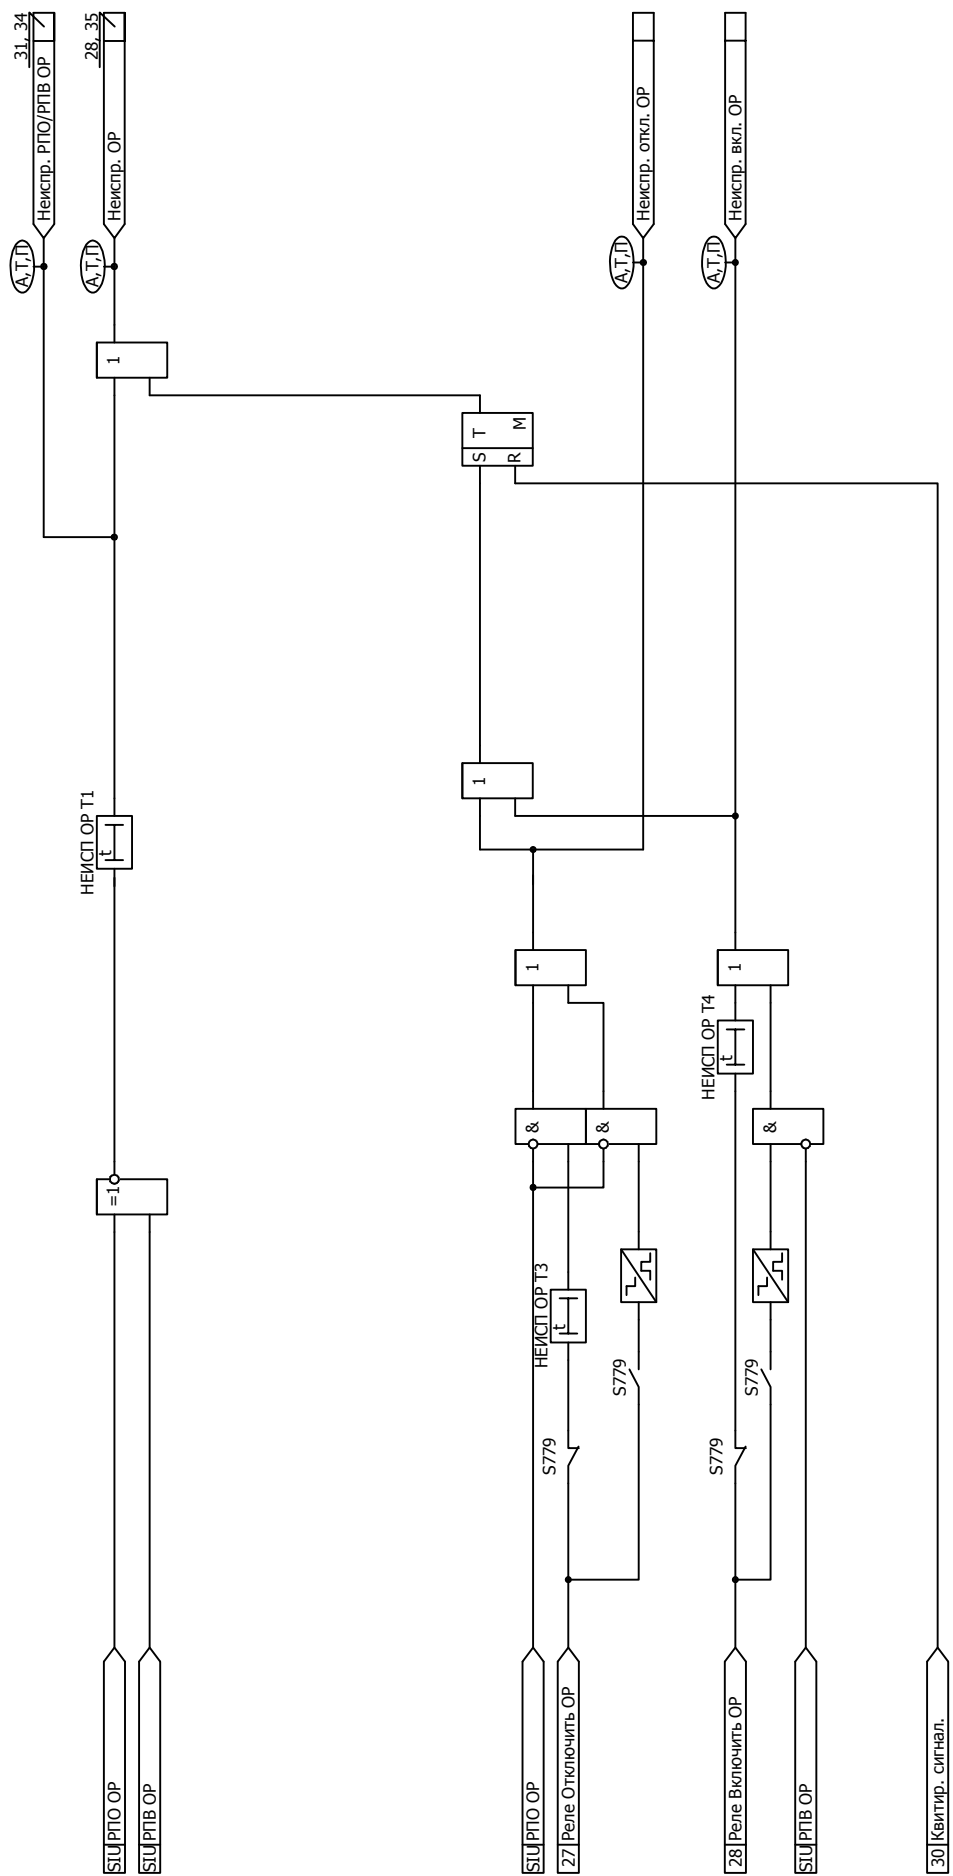 SIU РПО ОР
SIU РПВ ОР
=1
НЕИСП ОР Т1
t
1
А,Т,П
Неиспр. РПО/РПВ ОР
31, 34
А,Т,П
Неиспр. ОР
28, 35
SIU РПО ОР
27 Реле Отключить ОР
S779
S779
НЕИСП ОР Т3
t
&
&
1
1
S T
R M
А,Т,П
Неиспр. откл. ОР
28 Реле Включить ОР
SIU РПВ ОР
S779
S779
&
НЕИСП ОР Т4
t
1
А,Т,П
Неиспр. вкл. ОР
30 Квитир. сигнал.